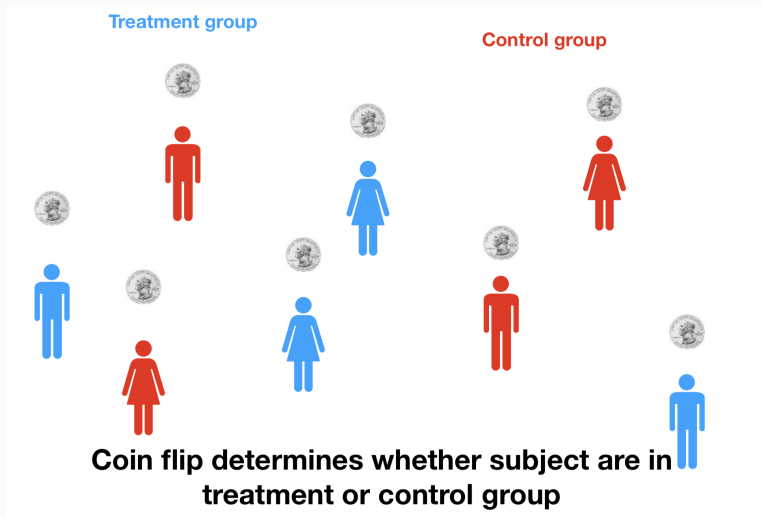 Treatment group
Control group
Coin flip determines whether subject are in
treatment or control group